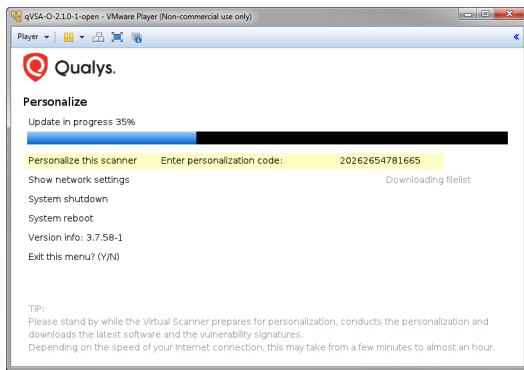 qVSA-O-2.1.0-1-open - VMware Player (Non-commercial use only)
Player
Qualys.
Personalize
Update in progress 35%
Personalize this scanner Enter personalization code: 20262654781665
Show network settings Downloading filelist
System shutdown
System reboot
Version info: 3.7.58-1
Exit this menu? (Y/N)
TIP:
Please stand by while the Virtual Scanner prepares for personalization, conducts the personalization and
downloads the latest software and the vulnerability signatures.
Depending on the speed of your Internet connection, this may take from a few minutes to almost an hour.